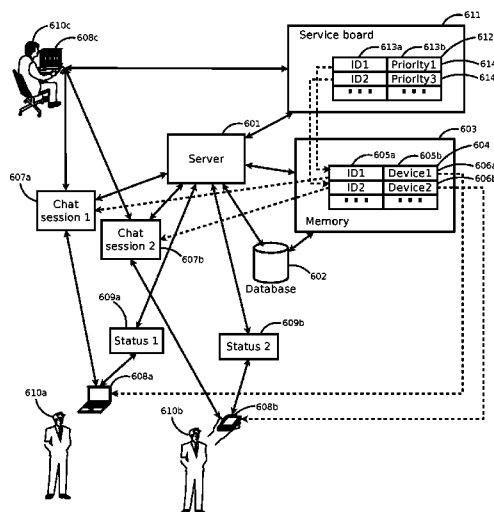 610c
608c
611
Service board
613a 613b 612
ID1 Priority1 614
ID2 Priority3 614
601
Server
603
605a 605b 604
ID1 Device1 606a
ID2 Device2 606b
Memory
607a
Chat
session 1
Chat
session 2
607b
Database
602
609a
Status 1
609b
Status 2
608a
610a
610b
608b